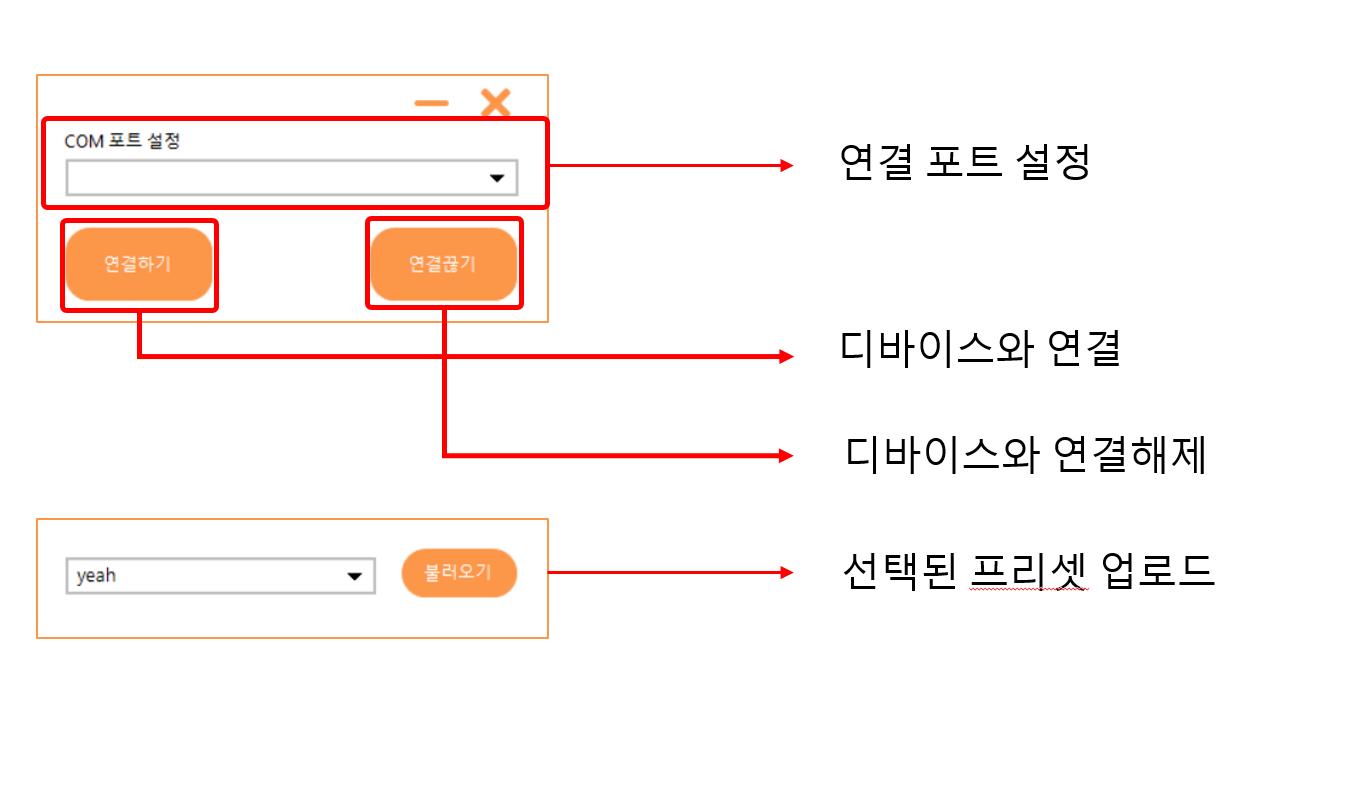 COM 포트 설정
연결 포트 설정
연결하기
연결끊기
디바이스와 연결
디바이스와 연결해제
yeah
불러오기
선택된 프리셋 업로드